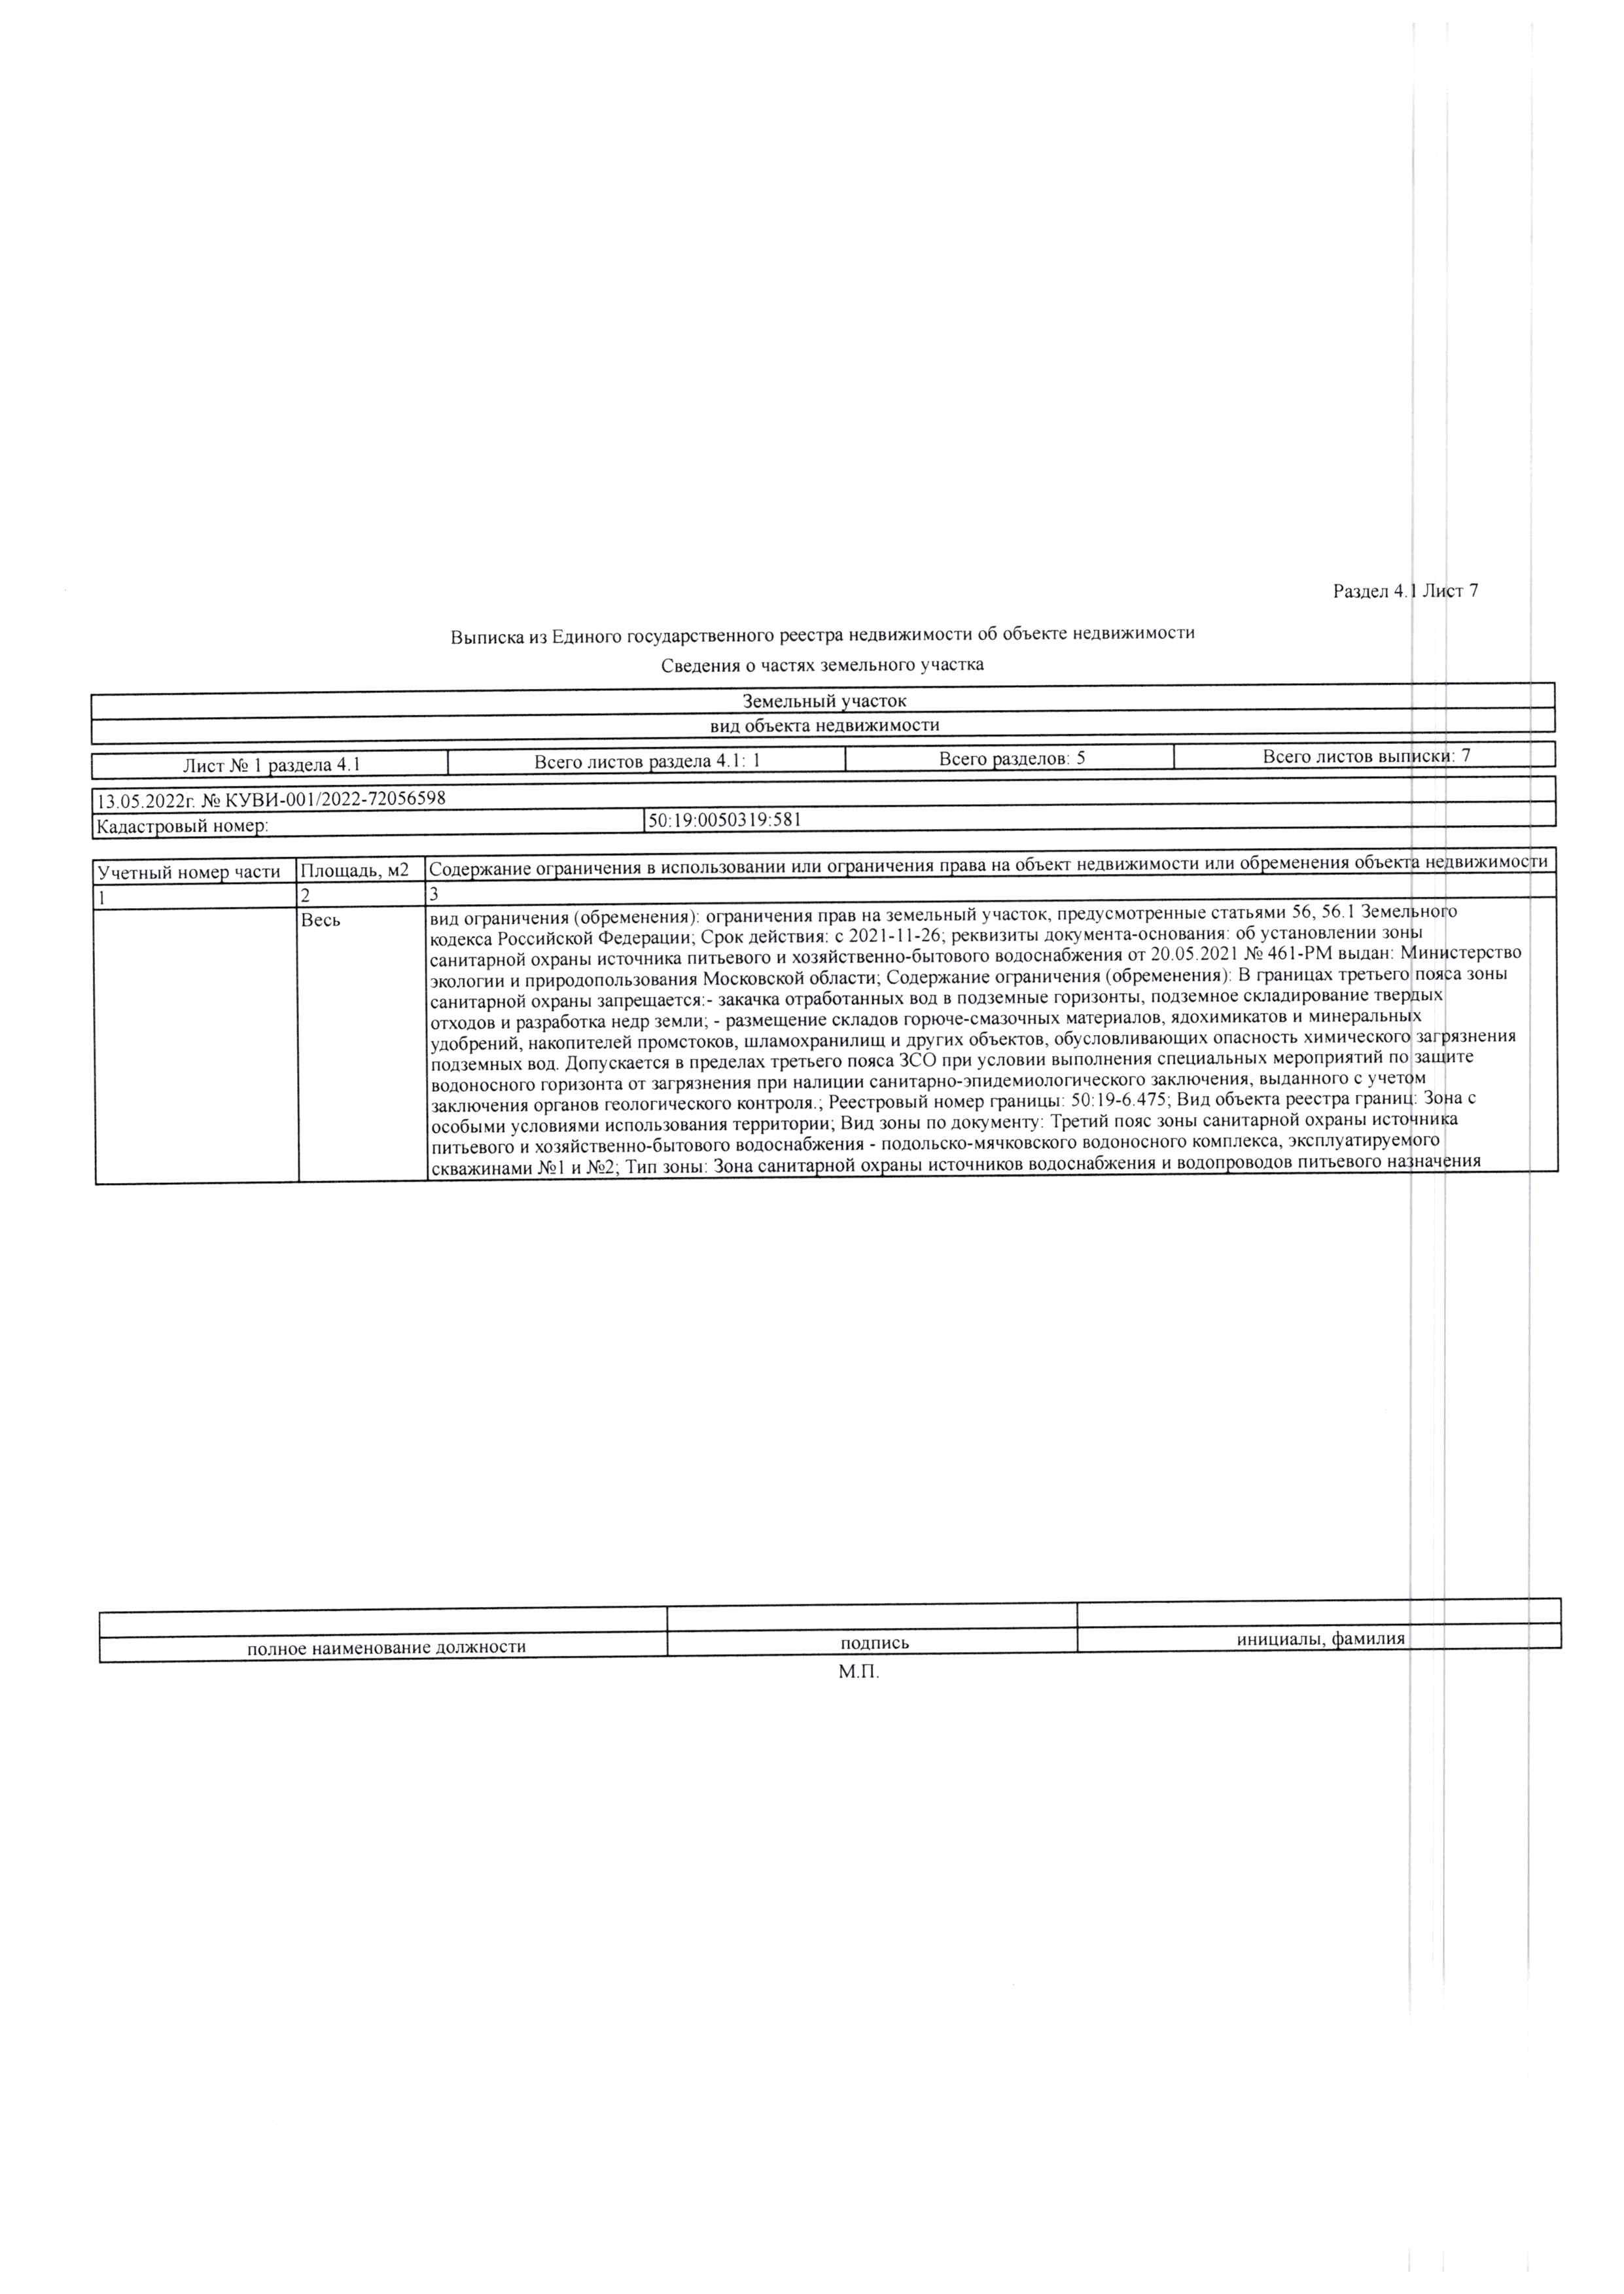 Раздел 4.1 Лист 7
Выписка из Единого государственного реестра недвижимости об объекте недвижимости
Сведения о частях земельного участка
Земельный участок
вид объекта недвижимости
Лист № 1 раздела 4.1 Всего листов раздела 4.1: 1 Всего разделов: 5 Всего листов выписки: 7
13.05.2022г. № КУВИ-001/2022-72056598
Кадастровый номер: 50:19:0050319:581
Учетный номер части Площадь, м2 Содержание ограничения в использовании или ограничения права на объект недвижимости или обременения объекта недвижимости
1 2 3
Весь вид ограничения (обременения): ограничения прав на земельный участок, предусмотренные статьями 56, 56.1 Земельного
кодекса Российской Федерации; Срок действия: с 2021-11-26; реквизиты документа-основания: об установлении зоны
санитарной охраны источника питьевого и хозяйственно-бытового водоснабжения от 20.05.2021 № 461-РМ выдан: Министерство
экологии и природопользования Московской области; Содержание ограничения (обременения): В границах третьего пояса зоны
санитарной охраны запрещается:- закачка отработанных вод в подземные горизонты, подземное складирование твердых
отходов и разработка недр земли; - размещение складов горюче-смазочных материалов, ядохимикатов и минеральных
удобрений, накопителей промстоков, шламохранилищ и других объектов, обусловливающих опасность химического загрязнения
подземных вод. Допускается в пределах третьего пояса ЗСО при условии выполнения специальных мероприятий по защите
водоносного горизонта от загрязнения при налиции санитарно-эпидемиологического заключения, выданного с учетом
заключения органов геологического контроля.; Реестровый номер границы: 50:19-6.475; Вид объекта реестра границ: Зона с
особыми условиями использования территории; Вид зоны по документу: Третий пояс зоны санитарной охраны источника
питьевого и хозяйственно-бытового водоснабжения - подольско-мячковского водоносного комплекса, эксплуатируемого
скважинами №1 и №2; Тип зоны: Зона санитарной охраны источников водоснабжения и водопроводов питьевого назначения
полное наименование должности подпись инициалы, фамилия
М.П.